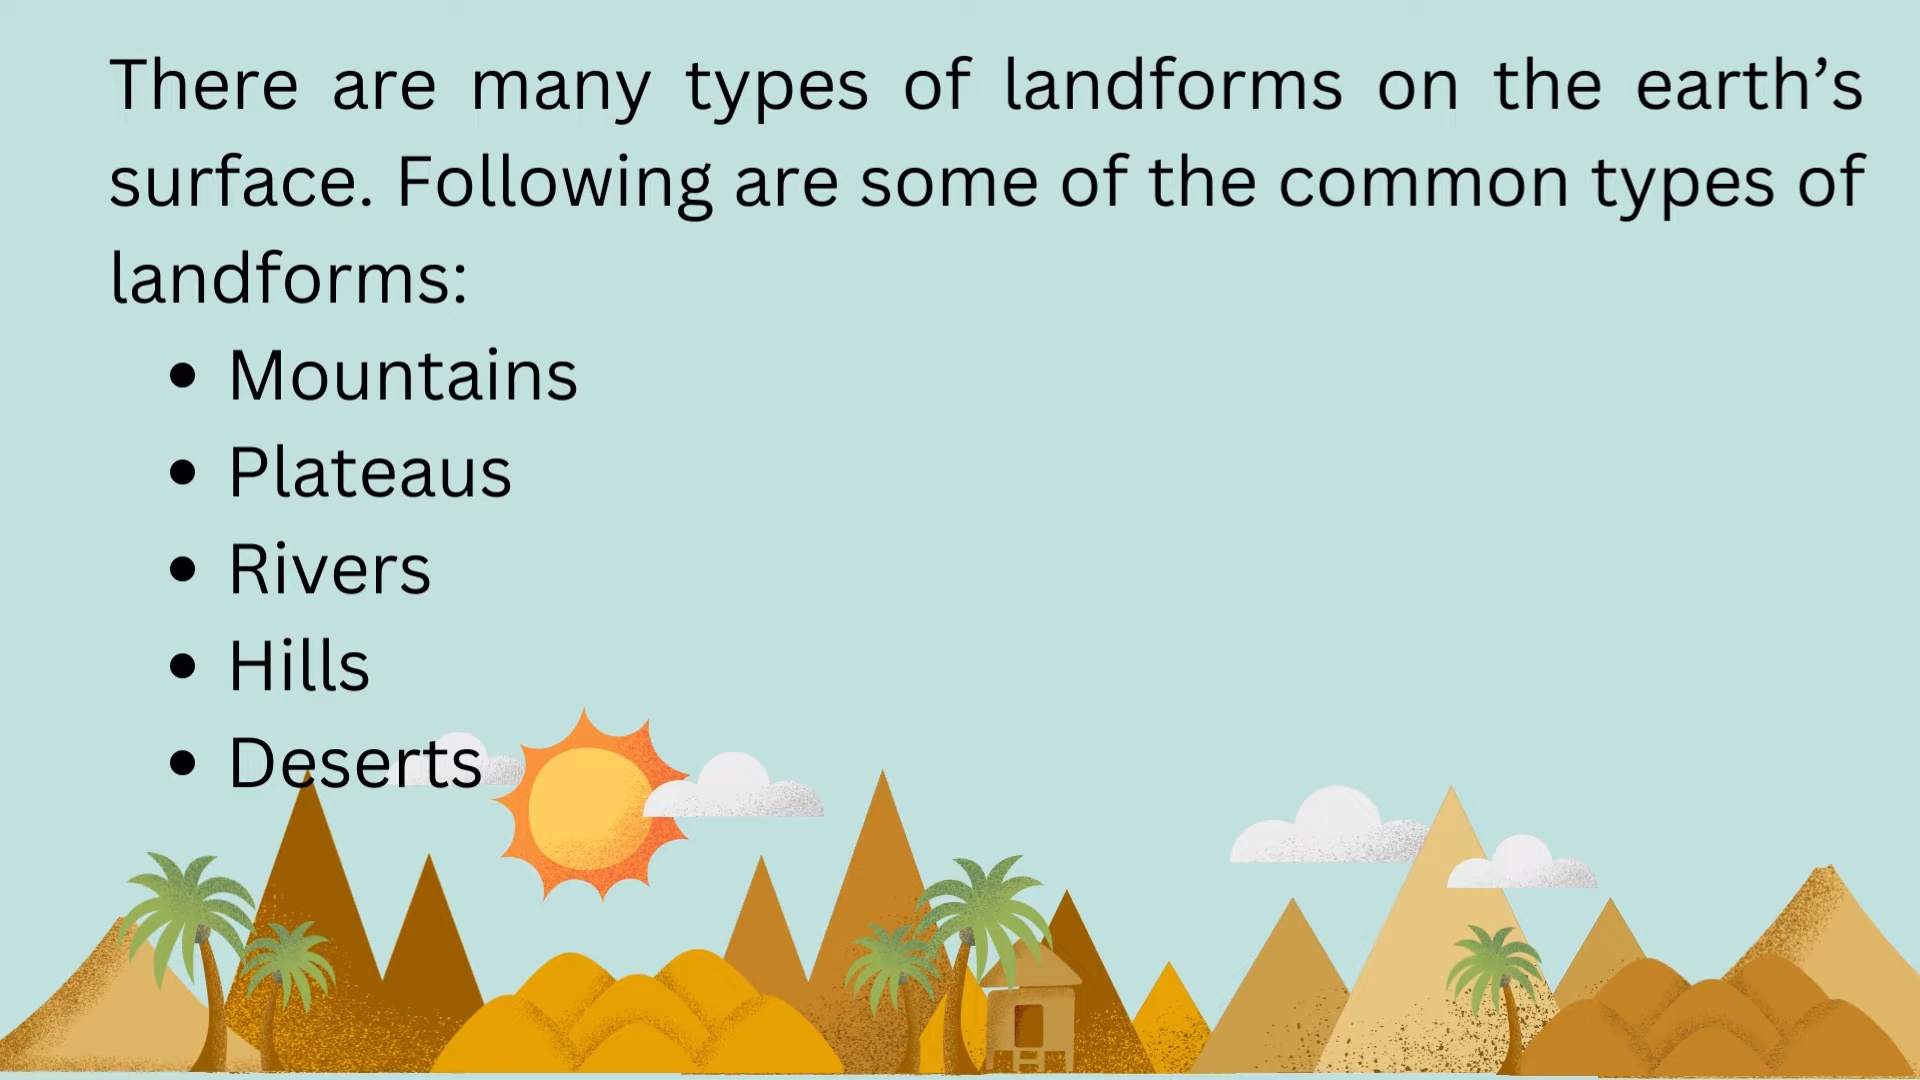 There are many types of landforms on the earth’s
surface. Following are some of the common types of
landforms:
• Mountains
• Plateaus
• Rivers
• Hills
• Deserts